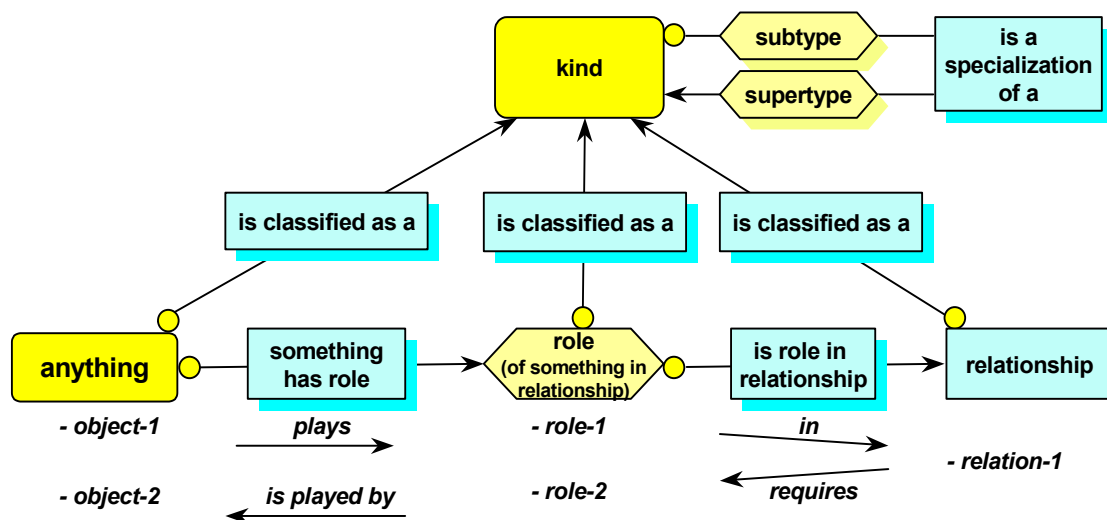 kind
subtype
supertype
is a
specialization
of a
is classified as a
is classified as a
is classified as a
anything
something
has role
role
(of something in
relationship)
is role in
relationship
relationship
- object-1
plays
- role-1
in
- relation-1
- object-2
is played by
- role-2
requires